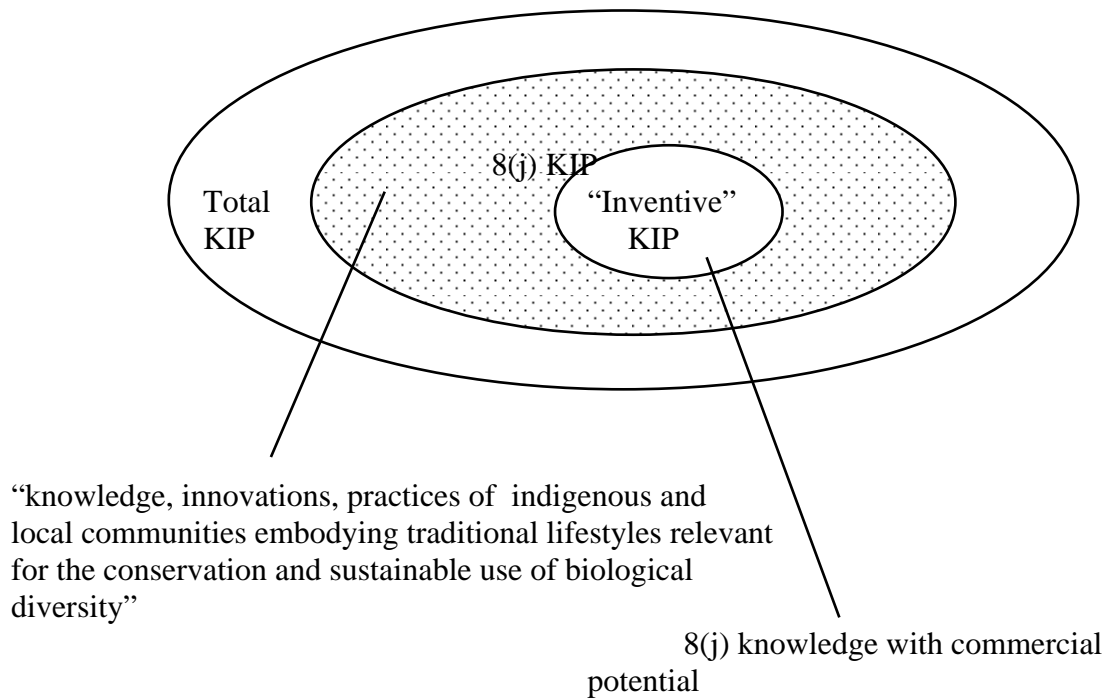 8(j) KIP
Total
KIP
“Inventive”
KIP
“knowledge, innovations, practices of indigenous and
local communities embodying traditional lifestyles relevant
for the conservation and sustainable use of biological
diversity”
8(j) knowledge with commercial
potential